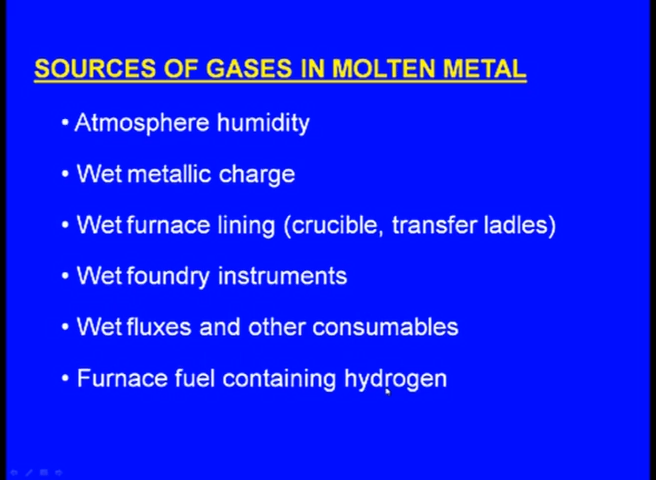 SOURCES OF GASES IN MOLTEN METAL
• Atmosphere humidity
• Wet metallic charge
• Wet furnace lining (crucible, transfer ladles)
• Wet foundry instruments
• Wet fluxes and other consumables
• Furnace fuel containing hydrogen